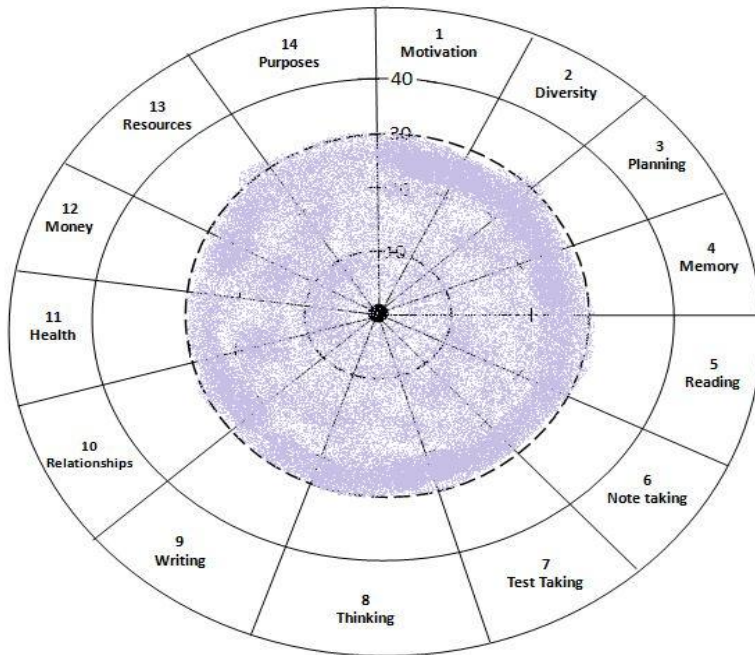 1
Motivation
2
Diversity
3
Planning
4
Memory
5
Reading
6
Note taking
7
Test Taking
8
Thinking
9
Writing
10
Relationships
11
Health
12
Money
13
Resources
14
Purposes
40
10